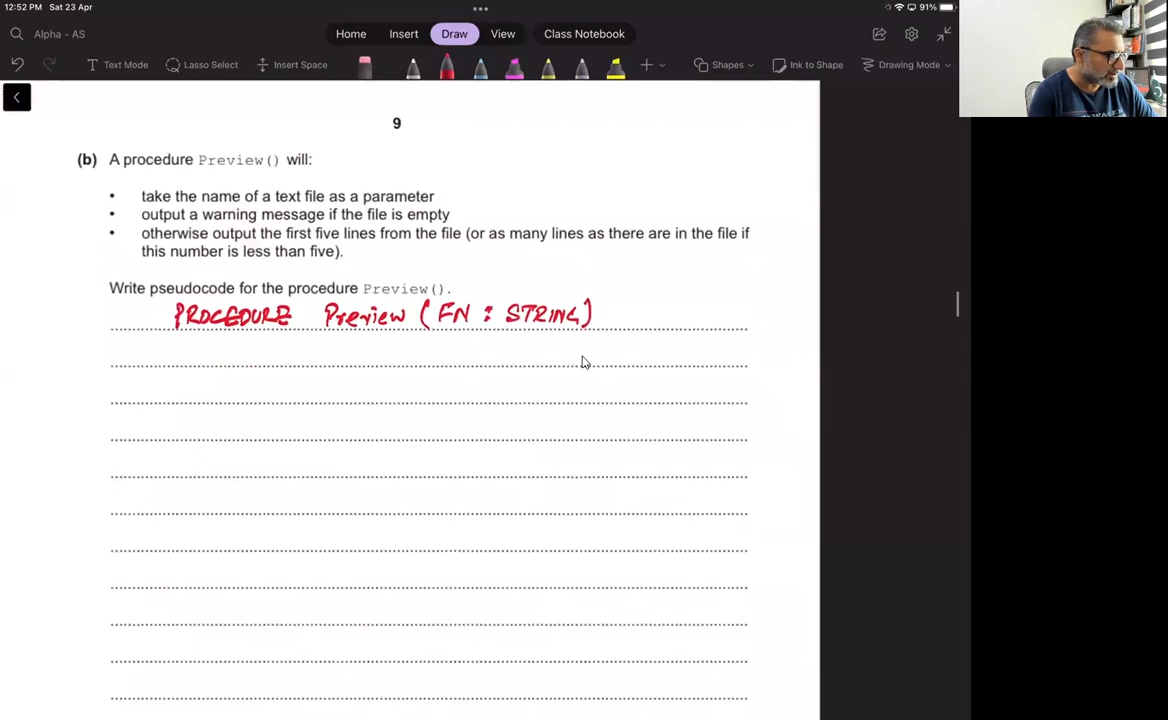 12:52 PM Sat 23 Apr
91%
Alpha - AS
Home Insert Draw View Class Notebook
Text Mode Lasso Select Insert Space Shapes Ink to Shape Drawing Mode
9
(b) A procedure Preview() will:
• take the name of a text file as a parameter
• output a warning message if the file is empty
• otherwise output the first five lines from the file (or as many lines as there are in the file if
this number is less than five).
Write pseudocode for the procedure Preview().
PROCEDURE Preview ( FN : STRING)